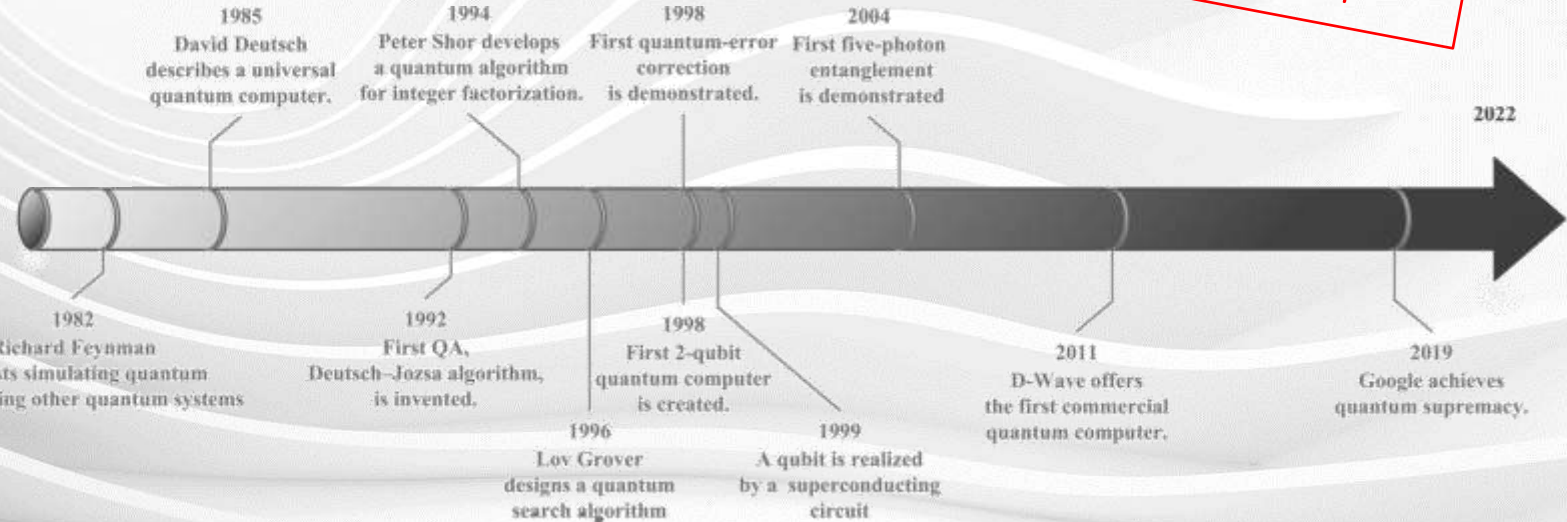 1985
David Deutsch
describes a universal
quantum computer.
1994
Peter Shor develops
a quantum algorithm
for integer factorization.
1998
First quantum-error
correction
is demonstrated.
2004
First five-photon
entanglement
is demonstrated
2022
1982
Richard Feynman
simulating quantum
other quantum systems
1992
First QA,
Deutsch–Jozsa algorithm,
is invented.
1996
Lov Grover
designs a quantum
search algorithm
1998
First 2-qubit
quantum computer
is created.
1999
A qubit is realized
by a superconducting
circuit
2011
D-Wave offers
the first commercial
quantum computer.
2019
Google achieves
quantum supremacy.